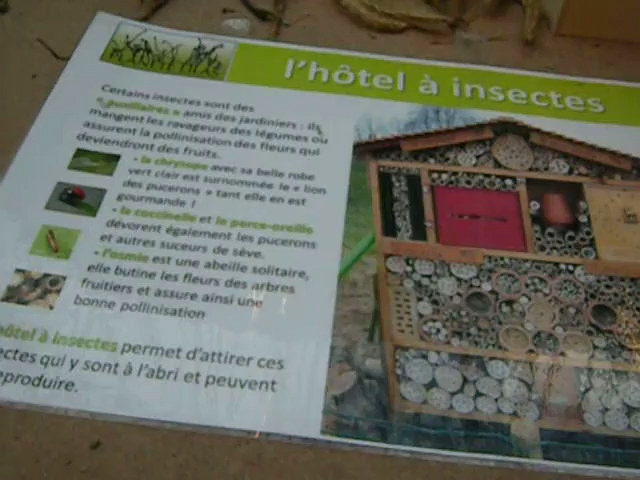 l'hôtel à insectes
Certains insectes sont des
« auxiliaires » amis des jardiniers : ils
mangent les ravageurs des légumes ou
assurent la pollinisation des fleurs qui
deviendront des fruits.
- la chrysope avec sa belle robe
vert clair est surnommée le « lion
des pucerons » tant elle en est
gourmande !
- la coccinelle et le perce-oreille
dévorent également les pucerons
et autres suceurs de sève.
- l'osmie est une abeille solitaire,
elle butine les fleurs des arbres
fruitiers et assure ainsi une
bonne pollinisation
hôtel à insectes permet d'attirer ces
ectes qui y sont à l'abri et peuvent
eproduire.